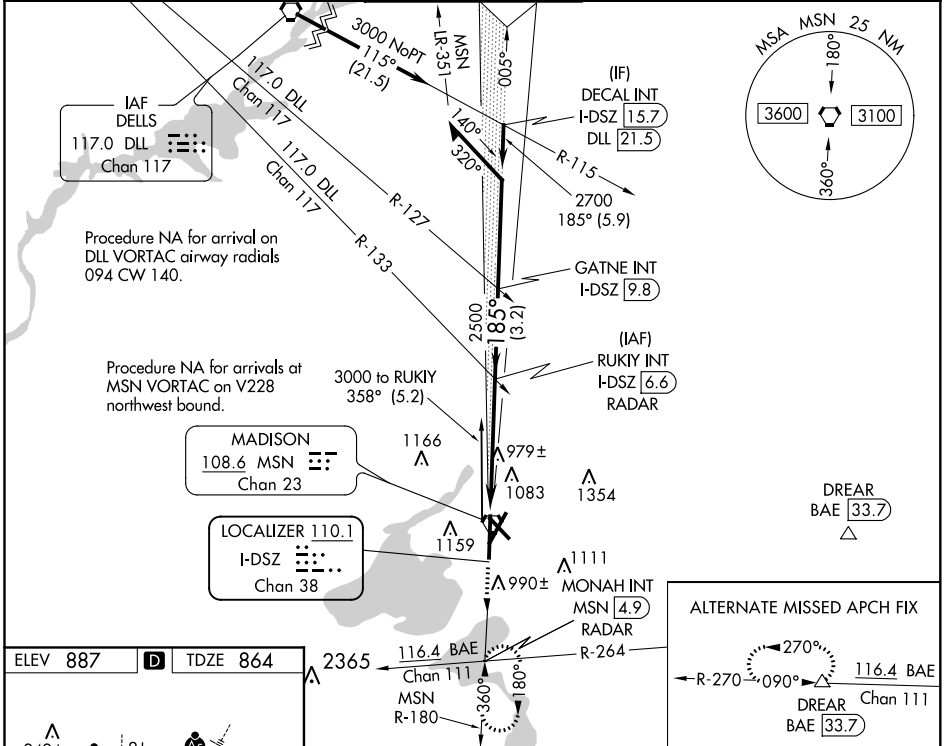 3000 NoPT
115°
(21.5)
MSN
LR-351
005°
MSA MSN 25 NM
180°
3600
3100
360°
(IF)
DECAL INT
I-DSZ 15.7
DLL 21.5
IAF
DELLS
117.0 DLL
Chan 117
117.0 DLL
Chan 117
117.0 DLL
Chan 117
140°
320°
R-115
2700
185° (5.9)
R-127
R-133
Procedure NA for arrival on
DLL VORTAC airway radials
094 CW 140.
GATNE INT
I-DSZ 9.8
2500
185°
(3.2)
(IAF)
RUKIY INT
I-DSZ 6.6
RADAR
Procedure NA for arrivals at
MSN VORTAC on V228
northwest bound.
3000 to RUKIY
358° (5.2)
MADISON
108.6 MSN
Chan 23
1166
979±
1083
1354
DREAR
BAE 33.7
LOCALIZER 110.1
I-DSZ
Chan 38
1159
1111
990±
MONAH INT
MSN 4.9
RADAR
ALTERNATE MISSED APCH FIX
270°
R-270
090°
116.4 BAE
Chan 111
DREAR
BAE 33.7
ELEV 887
D
TDZE 864
2365
116.4 BAE
Chan 111
R-264
MSN
R-180
360°
180°